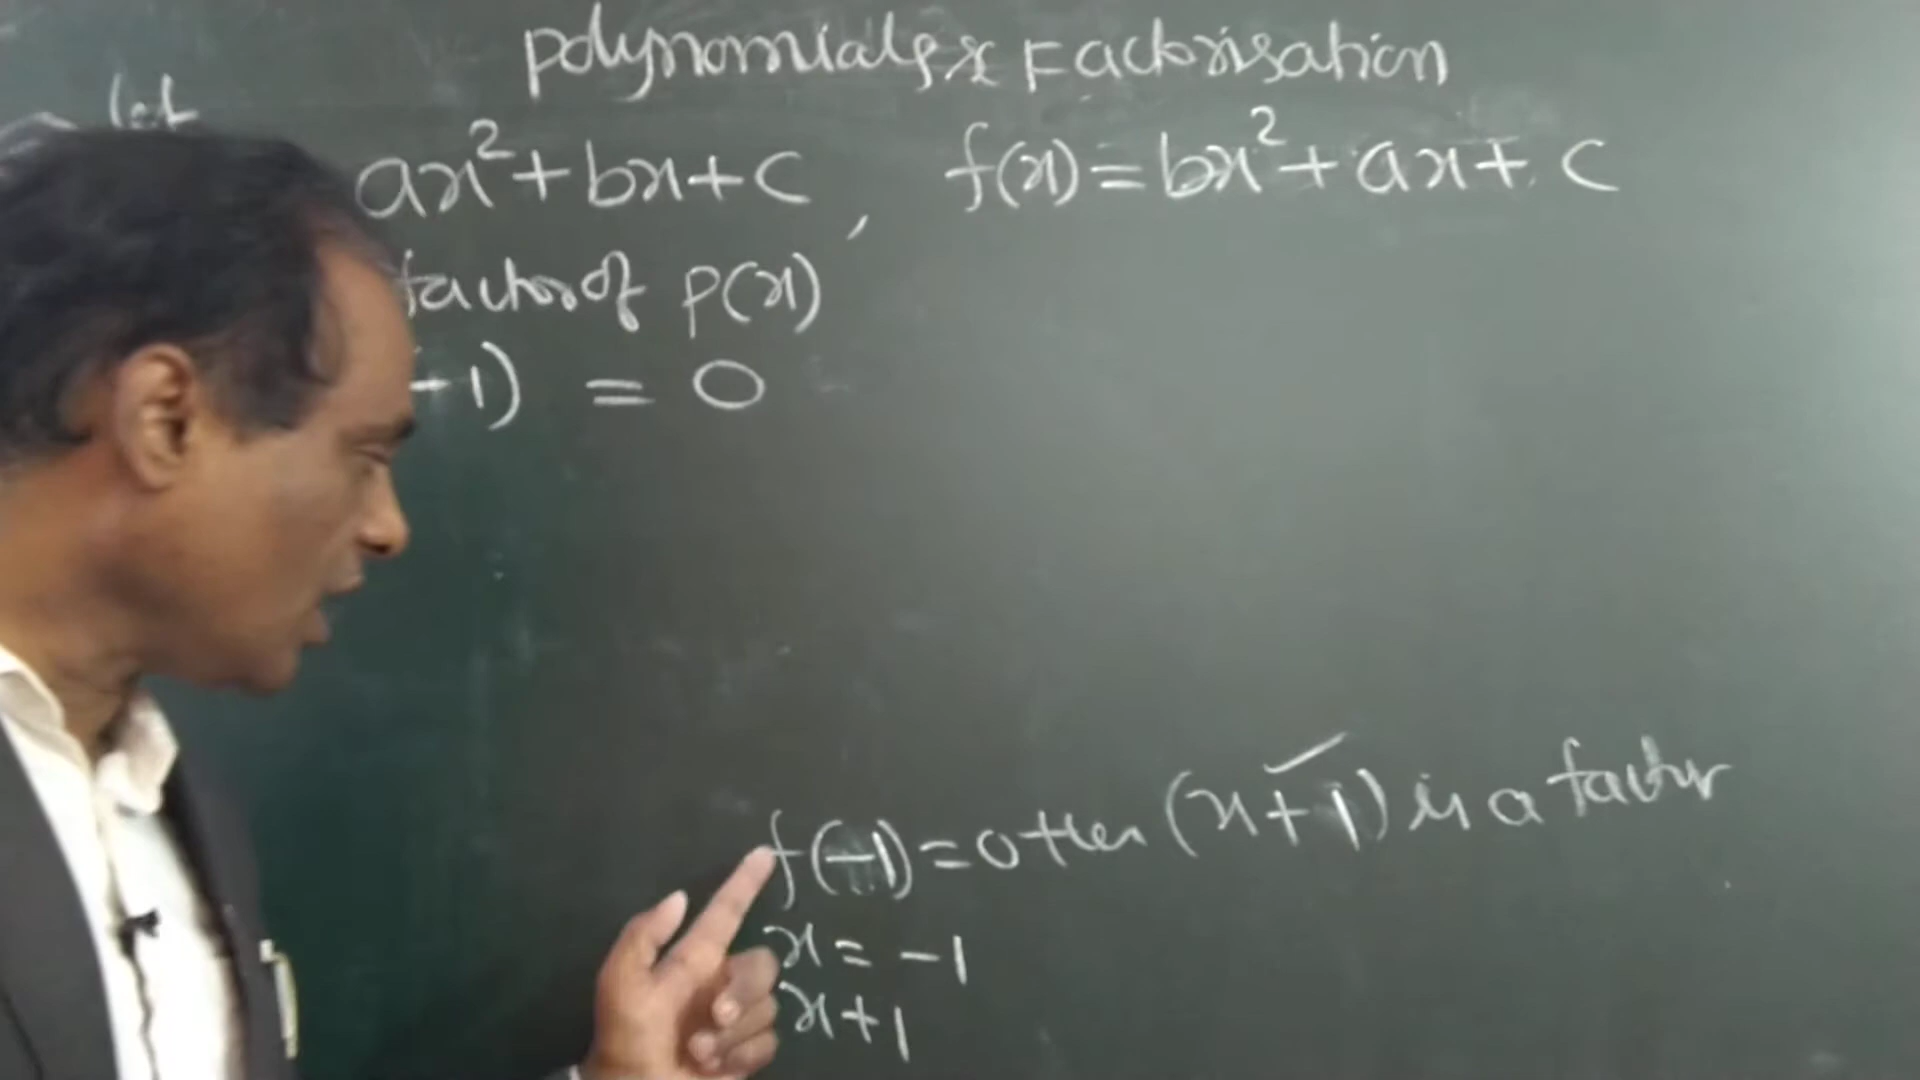 Polynomials & Factorisation
let
ax²+bx+c , f(x)=bx²+ax+c
factor of p(x)
-1) = 0
f(-1)=0 then (x+1) is a factor
x=-1
x+1